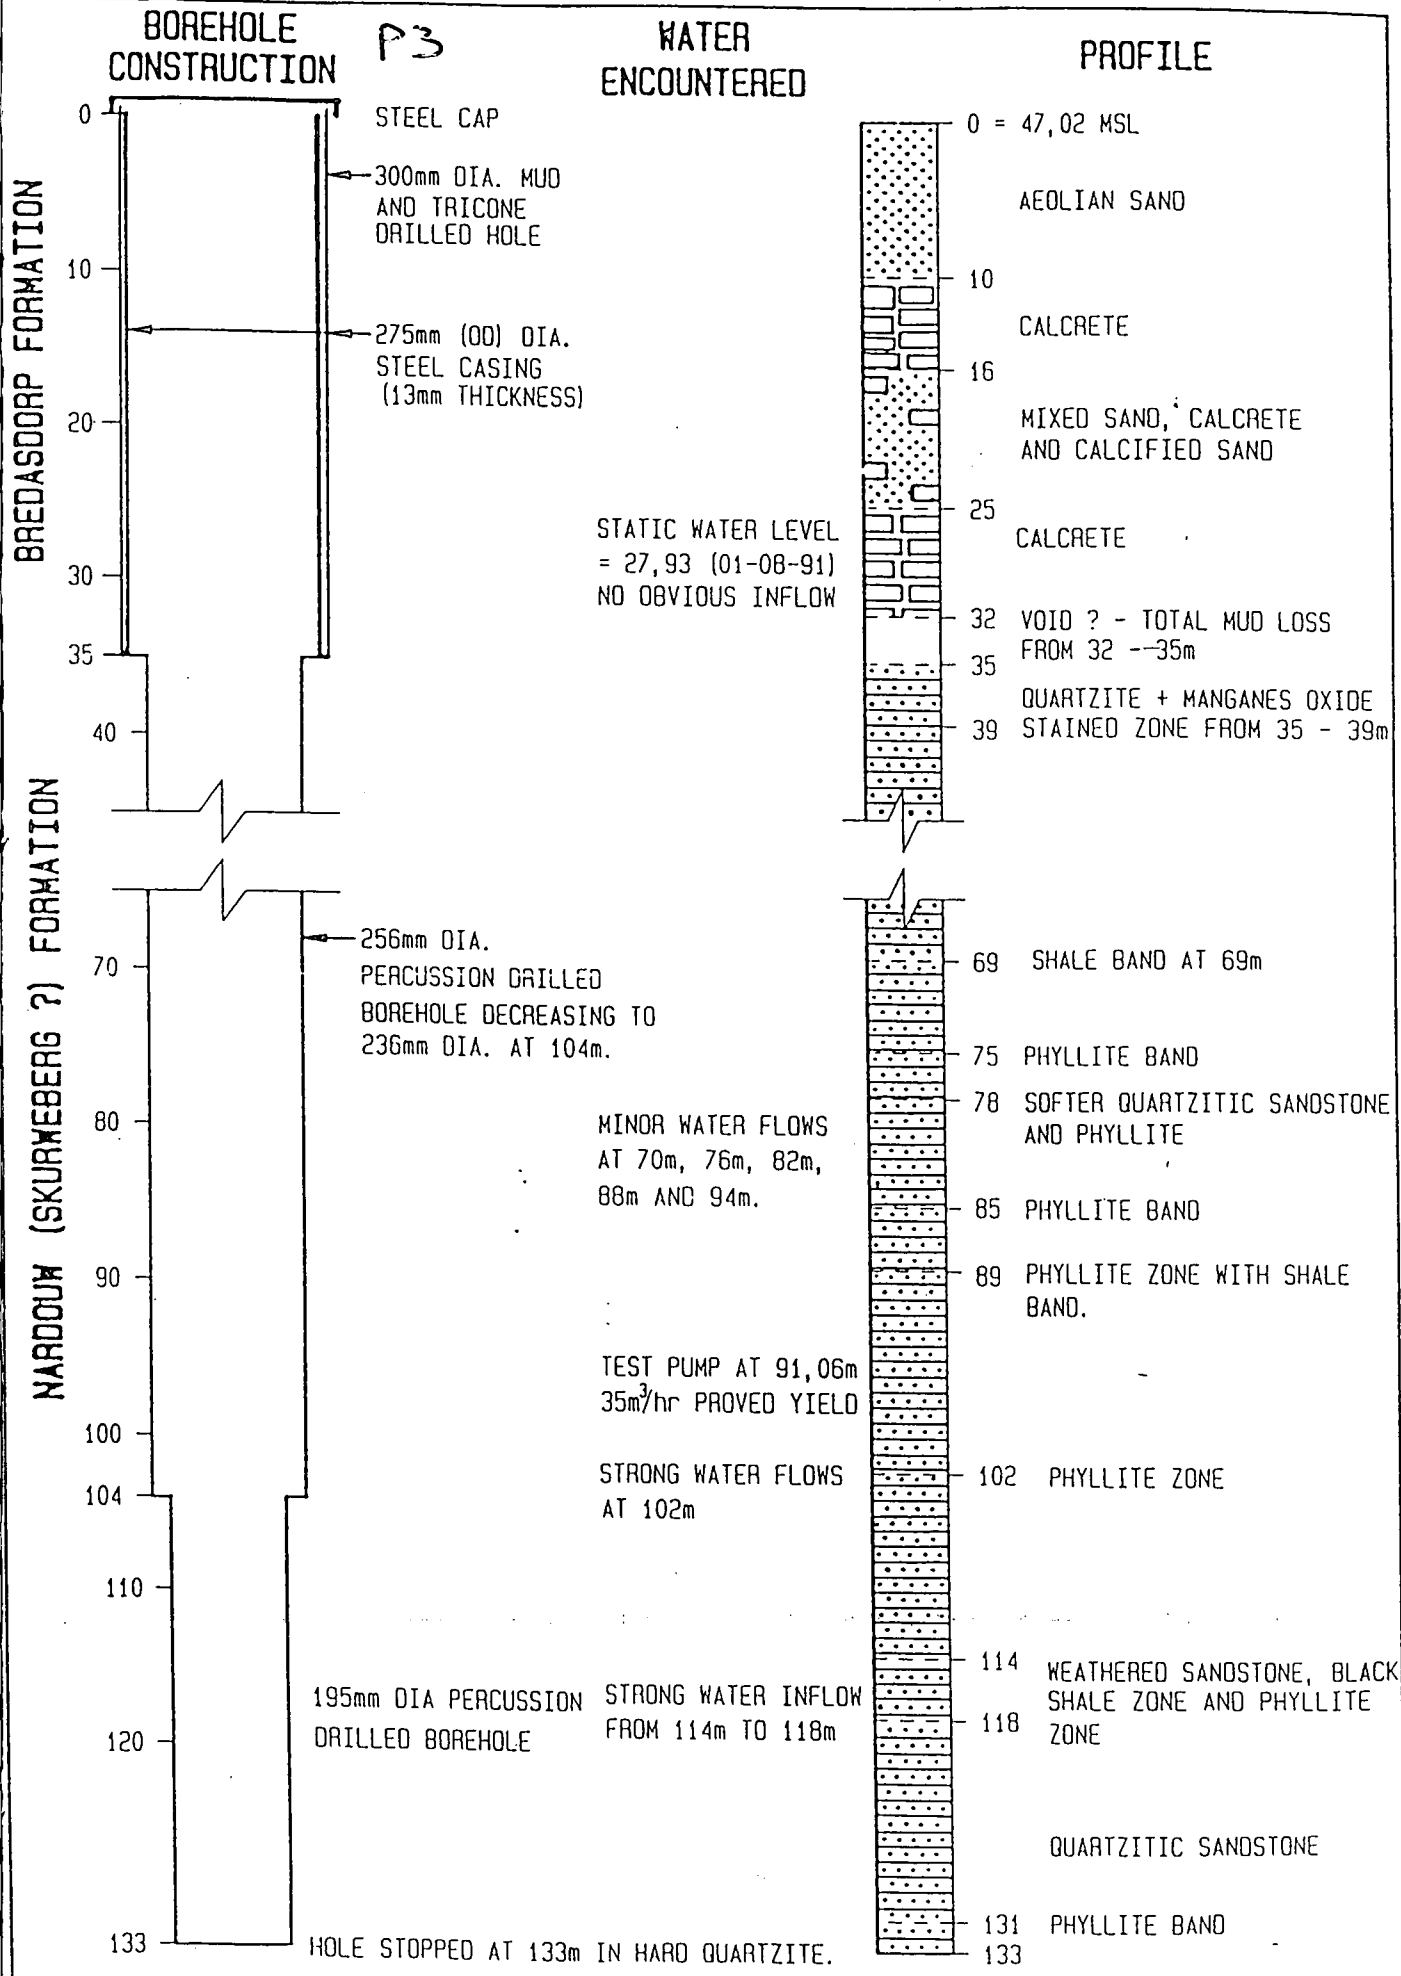 BOREHOLE
CONSTRUCTION
P3
WATER
ENCOUNTERED
PROFILE
BREDASDORP FORMATION
NARDOUW (SKURWEBERG ?) FORMATION
0
10
20
30
35
40
70
80
90
100
104
110
120
133
STEEL CAP
300mm DIA. MUD
AND TRICONE
DRILLED HOLE
275mm (OD) DIA.
STEEL CASING
(13mm THICKNESS)
256mm DIA.
PERCUSSION DRILLED
BOREHOLE DECREASING TO
236mm DIA. AT 104m.
195mm DIA PERCUSSION
DRILLED BOREHOLE
HOLE STOPPED AT 133m IN HARD QUARTZITE.
STATIC WATER LEVEL
= 27,93 (01-08-91)
NO OBVIOUS INFLOW
MINOR WATER FLOWS
AT 70m, 76m, 82m,
88m AND 94m.
TEST PUMP AT 91,06m
35m³/hr PROVED YIELD
STRONG WATER FLOWS
AT 102m
STRONG WATER INFLOW
FROM 114m TO 118m
0 = 47,02 MSL
AEOLIAN SAND
10
CALCRETE
16
MIXED SAND, CALCRETE
AND CALCIFIED SAND
25
CALCRETE
32 VOID ? - TOTAL MUD LOSS
FROM 32 - 35m
35
QUARTZITE + MANGANES OXIDE
39 STAINED ZONE FROM 35 - 39m
69 SHALE BAND AT 69m
75 PHYLLITE BAND
78 SOFTER QUARTZITIC SANDSTONE
AND PHYLLITE
85 PHYLLITE BAND
89 PHYLLITE ZONE WITH SHALE
BAND.
102 PHYLLITE ZONE
114 WEATHERED SANDSTONE, BLACK
SHALE ZONE AND PHYLLITE
118 ZONE
QUARTZITIC SANDSTONE
131 PHYLLITE BAND
133